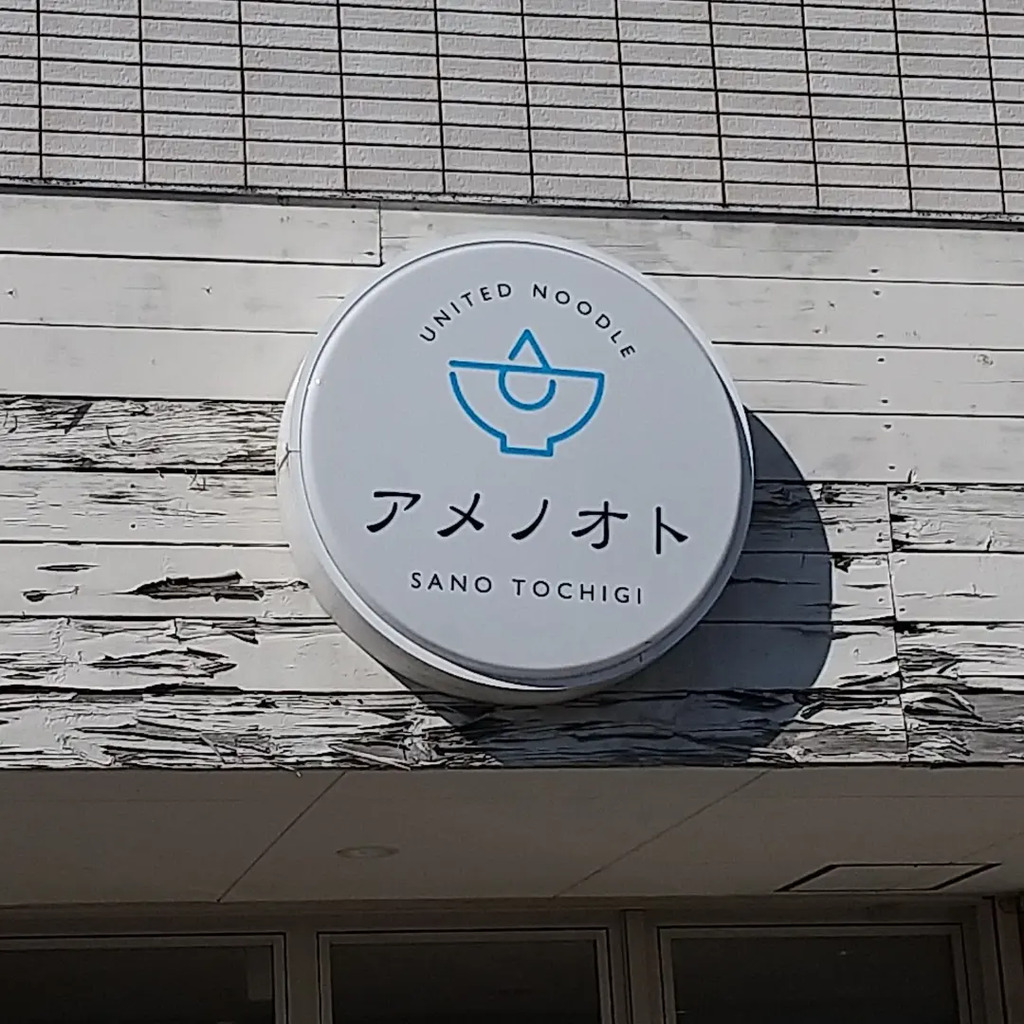 UNITED NOODLE
アメノオト
SANO TOCHIGI